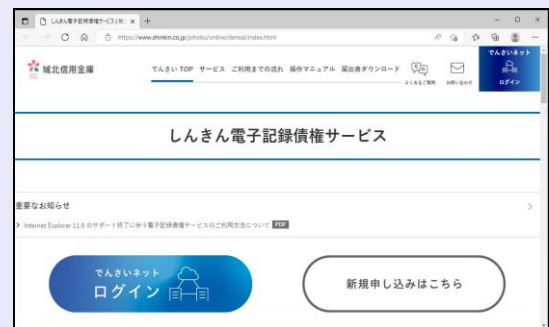 しんきん電子記録債権サービス | 城北
https://www.shinkin.co.jp/johoku/online/densai/index.html
城北信用金庫
でんさいTOP サービス ご利用までの流れ 操作マニュアル 届出書ダウンロード
よくあるご質問 お問い合わせ
でんさいネット
ログイン
しんきん電子記録債権サービス
重要なお知らせ
Internet Explorer 11.0 のサポート終了に伴う電子記録債権サービスのご利用方法について PDF
でんさいネット
ログイン
新規申し込みはこちら